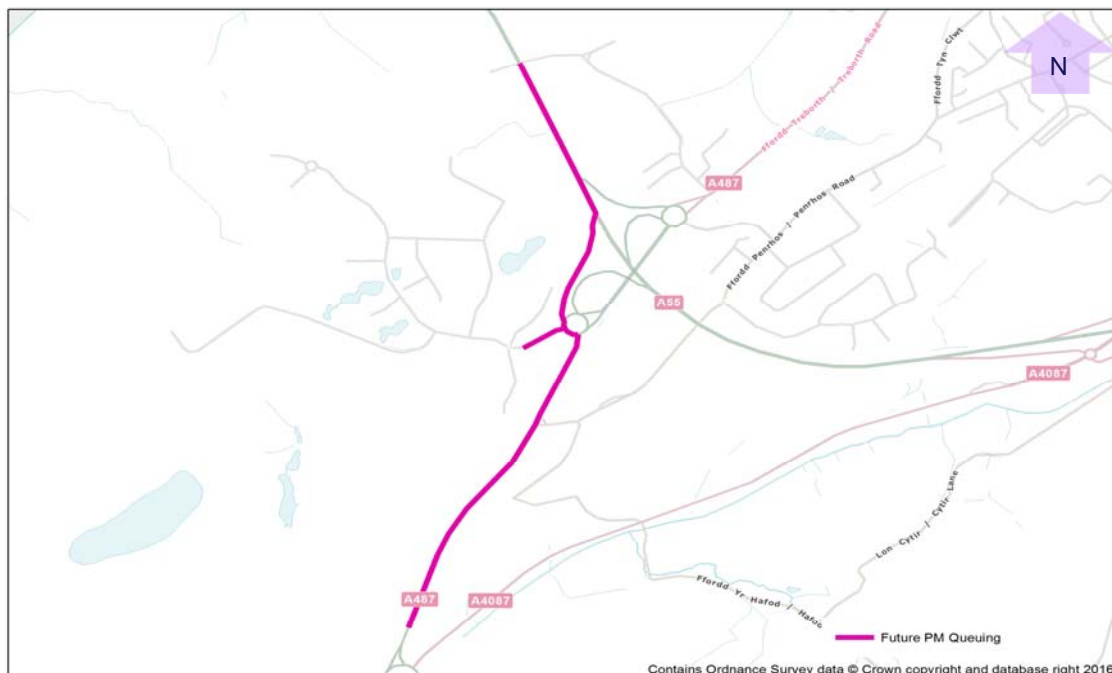 N
Ffordd Tyn Clwt
Ffordd Treborth / Treborth Road
A487
Ffordd Penrhos / Penrhos Road
A55
A4087
Lon Cytir / Cytir Lane
Ffordd Yr Hafod / Hafod
A487
A4087
Future PM Queuing
Contains Ordnance Survey data © Crown copyright and database right 2016